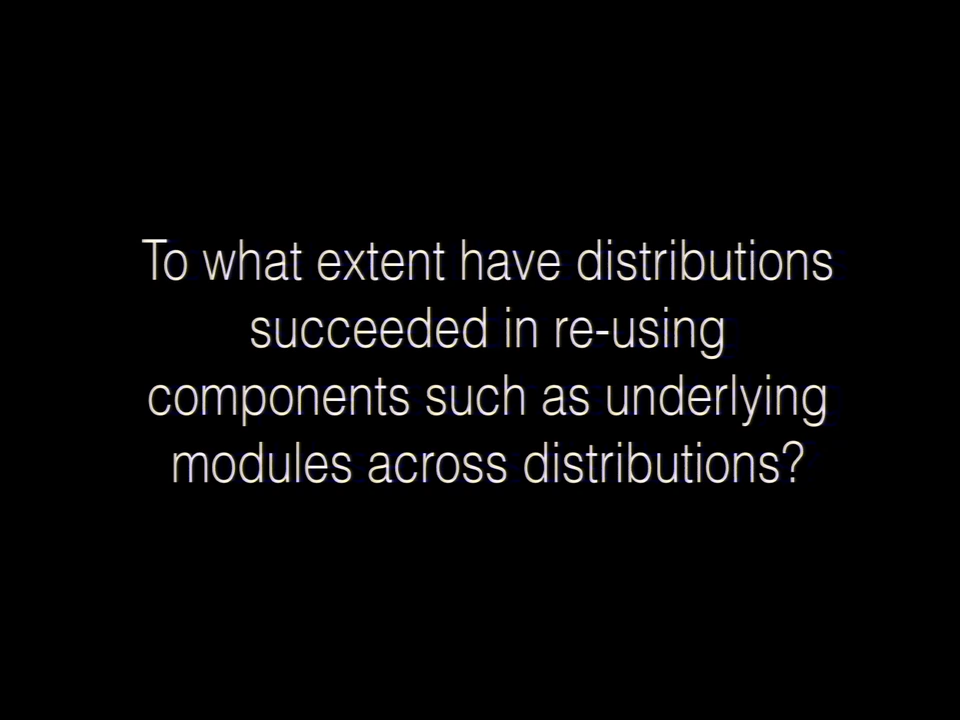 To what extent have distributions
succeeded in re-using
components such as underlying
modules across distributions?